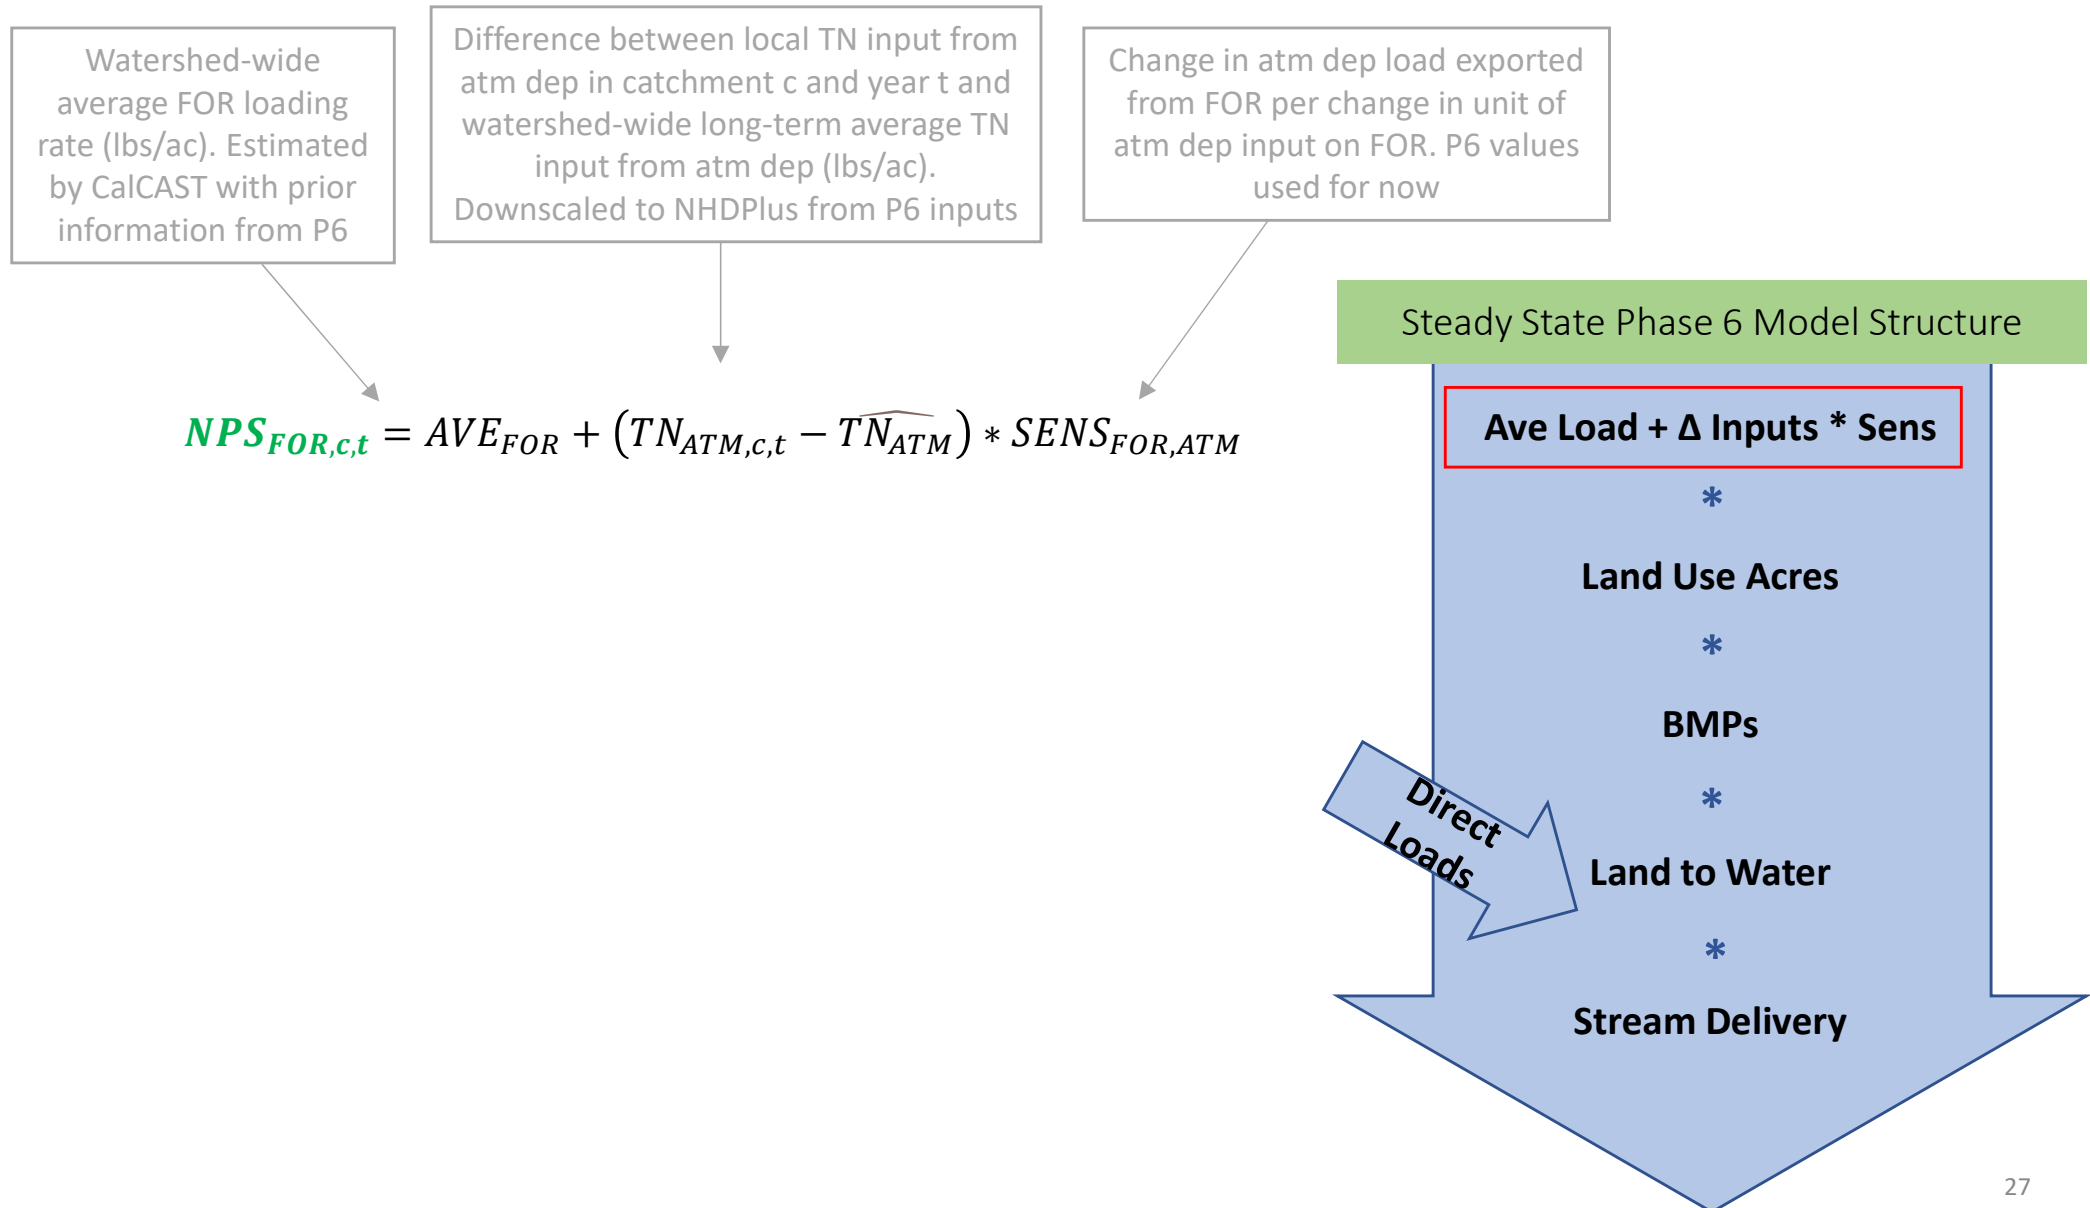 Watershed-wide
average FOR loading
rate (lbs/ac). Estimated
by CalCAST with prior
information from P6
Difference between local TN input from
atm dep in catchment c and year t and
watershed-wide long-term average TN
input from atm dep (lbs/ac).
Downscaled to NHDPlus from P6 inputs
Change in atm dep load exported
from FOR per change in unit of
atm dep input on FOR. P6 values
used for now
NPS_{FOR,c,t} = AVE_{FOR} + (TN_{ATM,c,t} − \widehat{TN_{ATM}}) ∗ SENS_{FOR,ATM}
Steady State Phase 6 Model Structure
Ave Load + Δ Inputs * Sens
*
Land Use Acres
*
BMPs
*
Direct
Loads
Land to Water
*
Stream Delivery
27